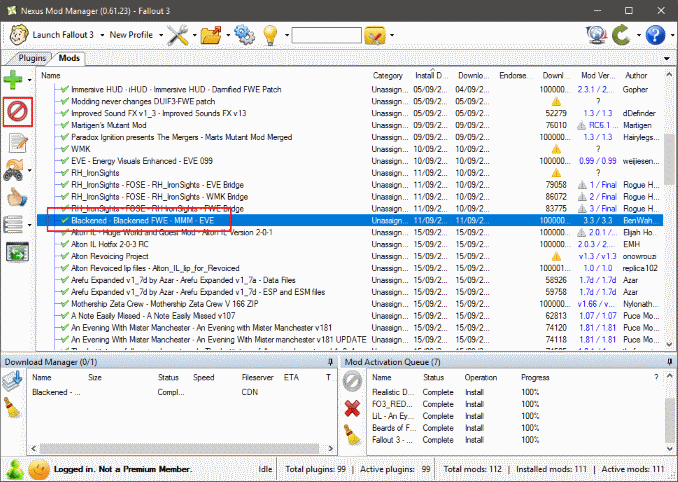 Nexus Mod Manager (0.61.23) - Fallout 3
Launch Fallout 3 New Profile
Plugins Mods
Name Category Install D... Downlo... Endorse... Downl... Mod Ver... Author
Immersive HUD - iHUD - Immersive HUD - Darnified FWE Patch Unassign... 05/09/2... 04/09/2... 100000... 2.3.1 / 2.... Gopher
Modding never changes DUIF3-FWE patch Unassign... 05/09/2... 05/09/2... ?
Improved Sound FX v1_3 - Improved Sounds FX v13 Unassign... 05/09/2... 05/09/2... 52279 1.3 / 1.3 dDefinder
Martigen's Mutant Mod Unassign... 09/09/2... 09/09/2... 76010 RC6.1 ... Martigen
Paradox Ignition presents The Mergers - Marts Mutant Mod Merged Unassign... 10/09/2... 10/09/2... 100000... 1.3 / 1.3 Hairylegs...
WMK Unassign... 10/09/2... 10/09/2... ?
EVE - Energy Visuals Enhanced - EVE 099 Unassign... 10/09/2... 10/09/2... 100000... 0.99 / 0.99 weijiesen...
RH_IronSights Unassign... 10/09/2... 10/09/2... ?
RH_IronSights - FOSE - RH_IronSights - EVE Bridge Unassign... 10/09/2... 10/09/2... 79058 1 / Final Rogue H...
RH_IronSights - FOSE - RH_IronSights - WMK Bridge Unassign... 10/09/2... 10/09/2... 86072 2 / Final Rogue H...
RH_IronSights - FOSE - RH_IronSights - FWE Bridge Unassign... 10/09/2... 10/09/2... 83775 3 / Final Rogue H...
Blackened - Blackened FWE - MMM - EVE Unassign... 11/09/2... 11/09/2... 100000... 3.3 / 3.3 BenWah...
Alton IL - Huge World and Quest Mod - Alton IL Version 2-0-1 Unassign... 15/09/2... 15/09/2... 100000... 2.0.1 / ... Elijah Ho...
Alton IL Hotfix 2-0-3 RC Unassign... 15/09/2... 15/09/2... 100000... 2.0.3 / 2... EMH
Alton Revoicing Project Unassign... 15/09/2... 15/09/2... v1.3 / v1.3 onowrouzi
Alton Revoiced lip files - Alton_IL_lip_for_Revoiced Unassign... 15/09/2... 15/09/2... 100001... 1.0 / 1.0 replica102
Arefu Expanded v1_7d by Azar - Arefu Expanded v1_7a - Data Files Unassign... 15/09/2... 15/09/2... 58926 1.7d / 1.7d Azar
Arefu Expanded v1_7d by Azar - Arefu Expanded v1_7d - ESP and ESM files Unassign... 15/09/2... 15/09/2... 59758 1.7d / 1.7d Azar
Mothership Zeta Crew - Mothership Zeta Crew V 166 ZIP Unassign... 15/09/2... 15/09/2... 100000... v1.66 / v... Nylonath...
A Note Easily Missed - A Note Easily Missed v107 Unassign... 15/09/2... 15/09/2... 62813 1.07 / 1.07 Puce Mo...
An Evening With Mister Manchester - An Evening With Mister Manchester v181 Unassign... 15/09/2... 15/09/2... 74120 1.81 / 1.81 Puce Mo...
An Evening With Mister Manchester - An Evening With Mister Manchester v181 UPDATE Unassign... 15/09/2... 15/09/2... 74118 1.81 / 1.81 Puce Mo...
Download Manager (0/1) Mod Activation Queue (7)
Name Size Status Speed Fileserver ETA T
Blackened - ... Compl... CDN
Name Status Operation Progress ?
Realistic D... Complete Install 100%
FO3_RED... Complete Install 100%
LiL - An Ey... Complete Install 100%
Beards of F... Complete Install 100%
Fallout 3 - ... Complete Install 100%
Logged in. Not a Premium Member. Idle Total plugins: 99 | Active plugins: 99 Total mods: 112 | Installed mods: 111 | Active mods: 111